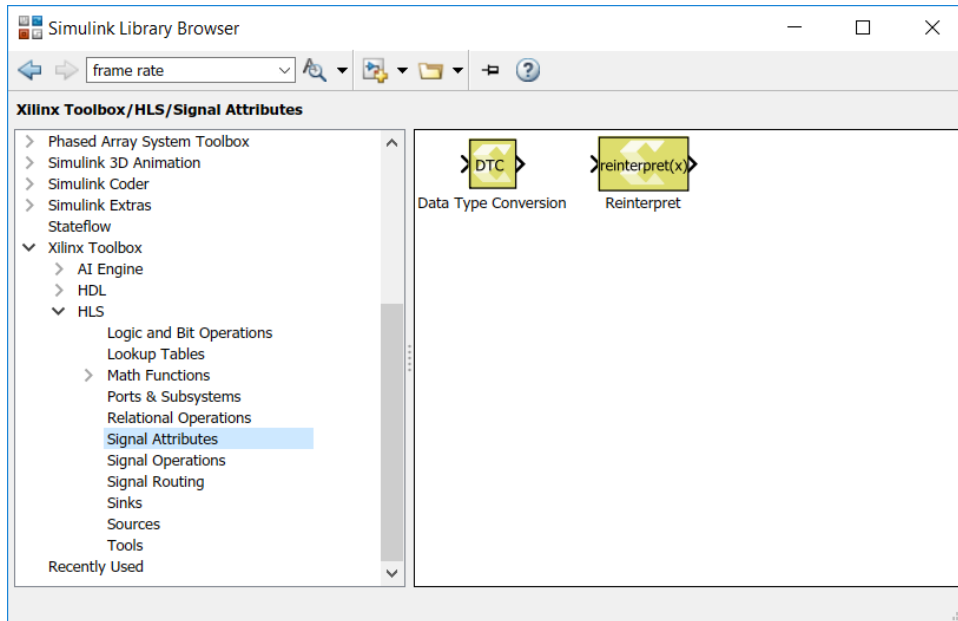 Simulink Library Browser
frame rate
Xilinx Toolbox/HLS/Signal Attributes
Phased Array System Toolbox
Simulink 3D Animation
Simulink Coder
Simulink Extras
Stateflow
Xilinx Toolbox
AI Engine
HDL
HLS
Logic and Bit Operations
Lookup Tables
Math Functions
Ports & Subsystems
Relational Operations
Signal Attributes
Signal Operations
Signal Routing
Sinks
Sources
Tools
Recently Used
DTC
Data Type Conversion
reinterpret(x)
Reinterpret